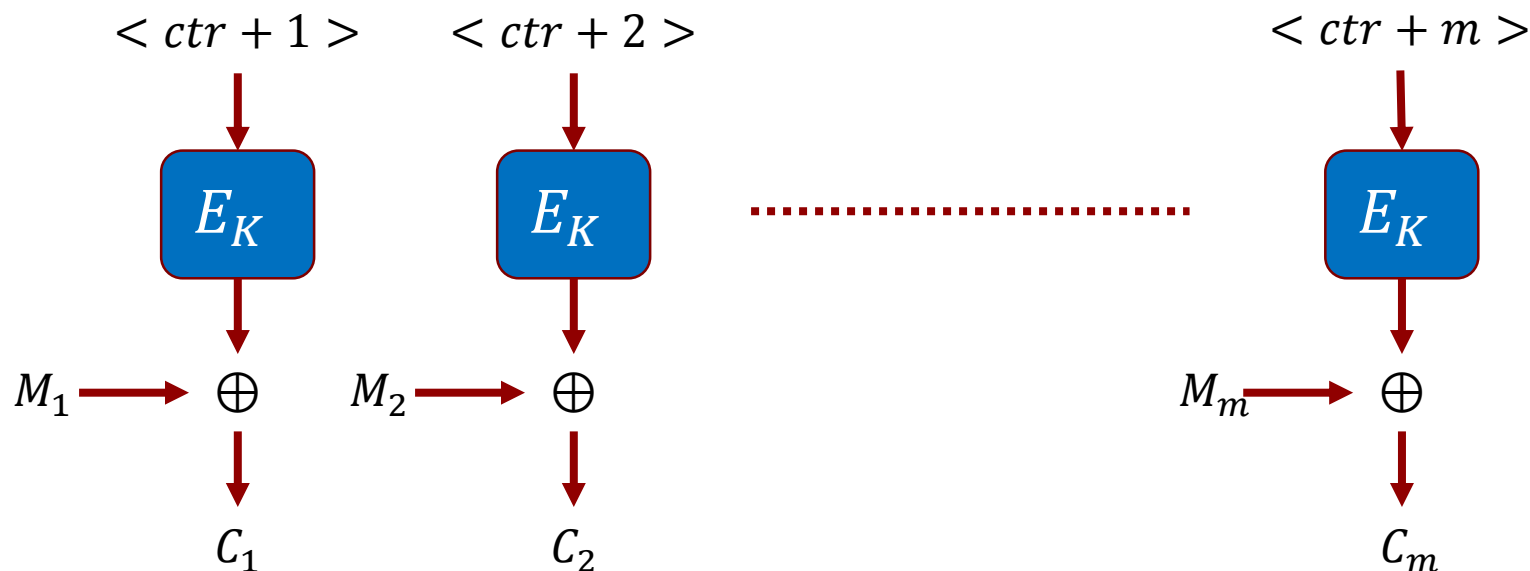 < ctr + 1 > < ctr + 2 > < ctr + m >
E_K E_K E_K
M_1 ⊕ M_2 ⊕ M_m ⊕
C_1 C_2 C_m